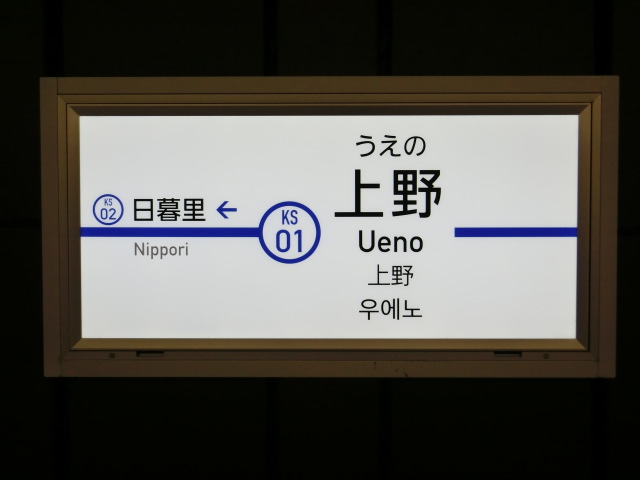 うえの
上野
Ueno
上野
우에노
KS
01
KS
02
日暮里 ←
Nippori